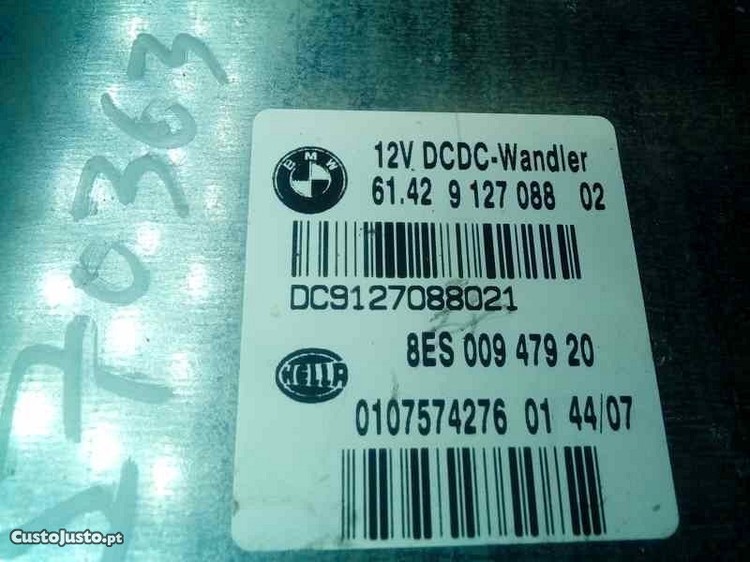 BMW
12V DCDC-Wandler
61.42 9 127 088 02
DC9127088021
8ES 009 479 20
HELLA
0107574276 01 44/07
CustoJusto.pt